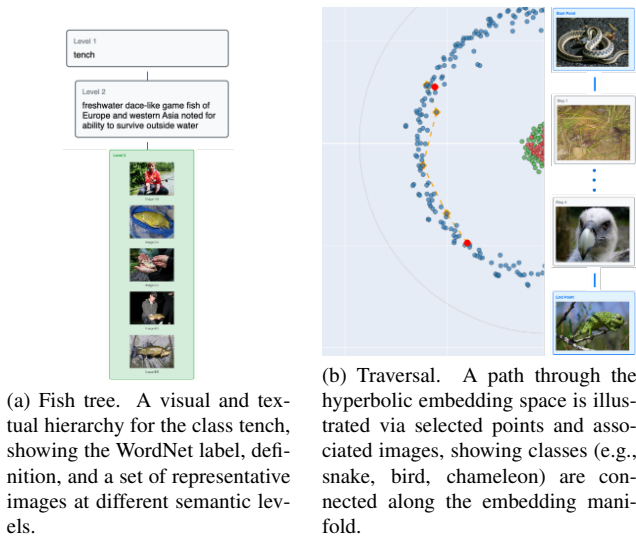 Level 1
tench
Level 2
freshwater dace-like game fish of
Europe and western Asia noted for
ability to survive outside water
Level 3
Start Point
Step 1
End Point
(a) Fish tree. A visual and tex-
tual hierarchy for the class tench,
showing the WordNet label, defi-
nition, and a set of representative
images at different semantic lev-
els.
(b) Traversal. A path through the
hyperbolic embedding space is illus-
trated via selected points and asso-
ciated images, showing classes (e.g.,
snake, bird, chameleon) are con-
nected along the embedding mani-
fold.